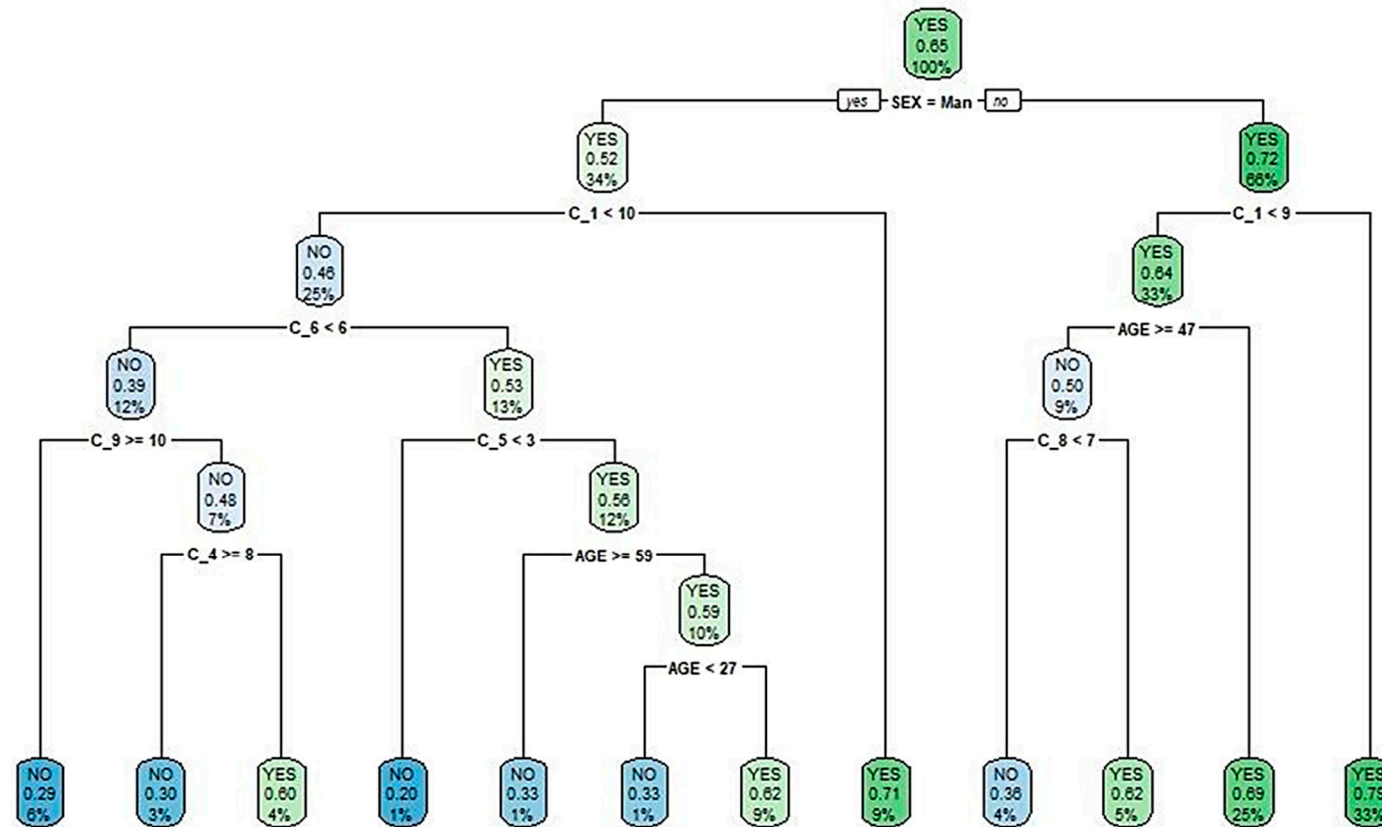 YES
0.65
100%
yes SEX = Man no
YES
0.52
34%
YES
0.72
66%
C_1 < 10
C_1 < 9
NO
0.46
25%
YES
0.64
33%
C_6 < 6
AGE >= 47
NO
0.39
12%
YES
0.53
13%
NO
0.50
9%
C_9 >= 10
C_5 < 3
C_8 < 7
NO
0.48
7%
YES
0.56
12%
C_4 >= 8
AGE >= 59
YES
0.59
10%
AGE < 27
NO
0.29
6%
NO
0.30
3%
YES
0.60
4%
NO
0.20
1%
NO
0.33
1%
NO
0.33
1%
YES
0.62
9%
YES
0.71
9%
NO
0.36
4%
YES
0.62
5%
YES
0.69
25%
YES
0.79
33%